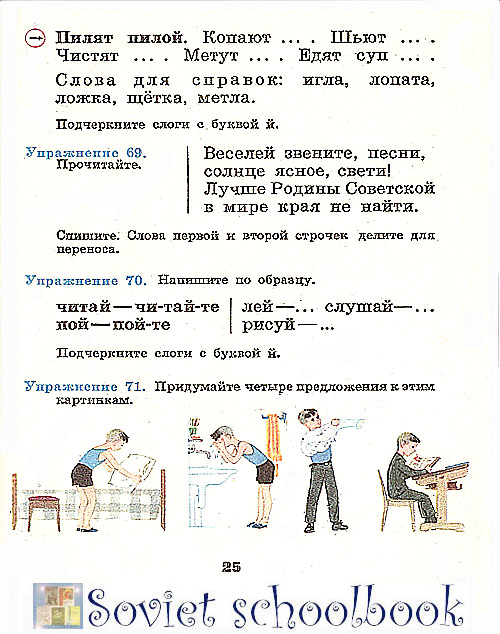 Пилят пилой. Копают ... . Шьют ... .
Чистят ... . Метут ... . Едят суп ... .
Слова для справок: игла, лопата,
ложка, щётка, метла.
Подчеркните слоги с буквой й.
Упражнение 69.
Прочитайте.
Веселей звените, песни,
солнце ясное, свети!
Лучше Родины Советской
в мире края не найти.
Спишите. Слова первой и второй строчек делите для
переноса.
Упражнение 70. Напишите по образцу.
читай — чи-тай-те | лей — ... слушай — ...
пой — пой-те | рисуй — ...
Подчеркните слоги с буквой й.
Упражнение 71. Придумайте четыре предложения к этим
картинкам.
25
Soviet schoolbook